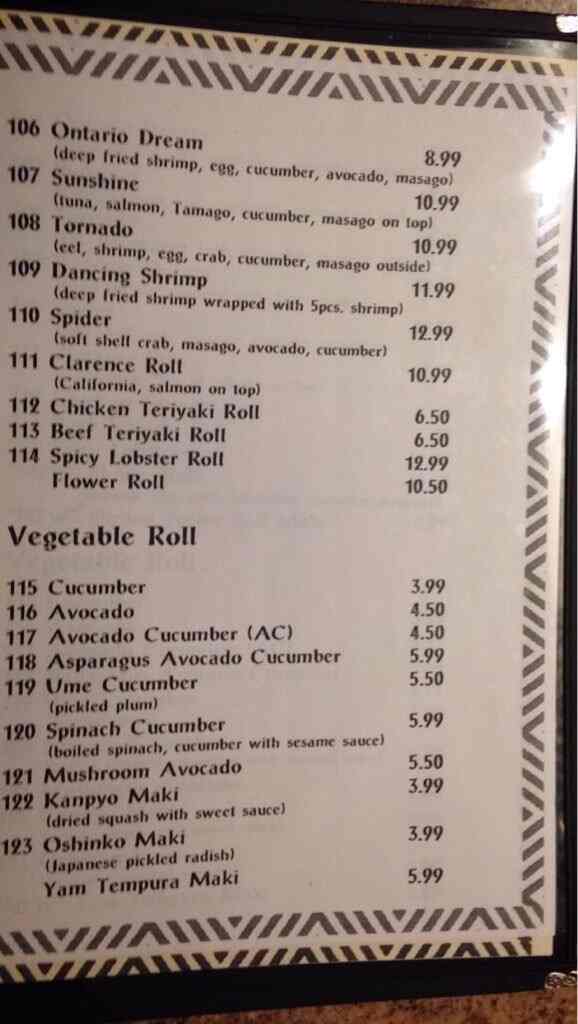 106 Ontario Dream 8.99
(deep fried shrimp, egg, cucumber, avocado, masago)
107 Sunshine 10.99
(tuna, salmon, Tamago, cucumber, masago on top)
108 Tornado 10.99
(eel, shrimp, egg, crab, cucumber, masago outside)
109 Dancing Shrimp 11.99
(deep fried shrimp wrapped with 5pcs. shrimp)
110 Spider 12.99
(soft shell crab, masago, avocado, cucumber)
111 Clarence Roll 10.99
(California, salmon on top)
112 Chicken Teriyaki Roll 6.50
113 Beef Teriyaki Roll 6.50
114 Spicy Lobster Roll 12.99
Flower Roll 10.50
Vegetable Roll
115 Cucumber 3.99
116 Avocado 4.50
117 Avocado Cucumber (AC) 4.50
118 Asparagus Avocado Cucumber 5.99
119 Ume Cucumber 5.50
(pickled plum)
120 Spinach Cucumber 5.99
(boiled spinach, cucumber with sesame sauce)
121 Mushroom Avocado 5.50
122 Kanpyo Maki 3.99
(dried squash with sweet sauce)
123 Oshinko Maki 3.99
(Japanese pickled radish)
Yam Tempura Maki 5.99